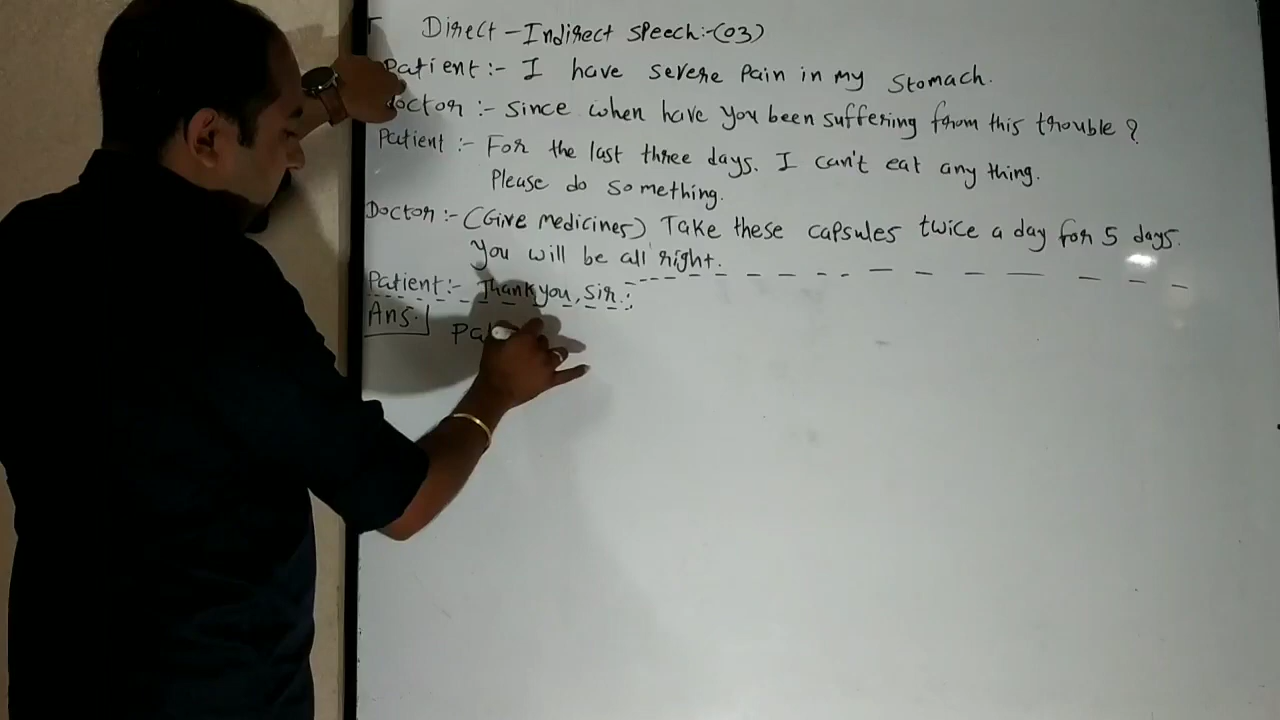 Direct - Indirect speech:-(03)
Patient :- I have severe Pain in my Stomach.
Doctor :- Since when have you been suffering from this trouble ?
Patient :- For the last three days. I can't eat any thing.
Please do something.
Doctor :- (Give Medicines) Take these capsules twice a day for 5 days.
You will be all right.
Patient :- Thank you, Sir.
Ans.